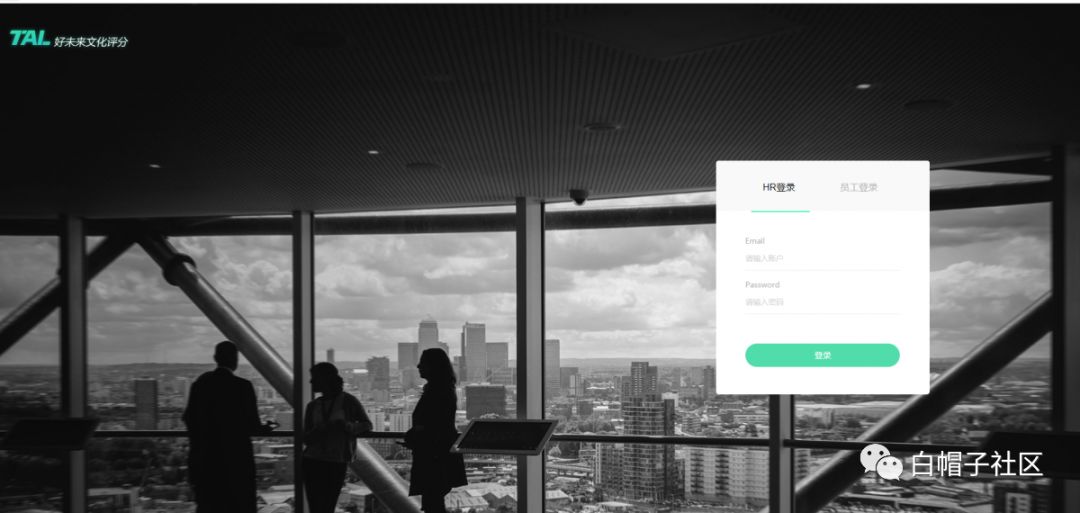 TAL 好未来文化评分
HR登录 员工登录
Email
请输入账户
Password
请输入密码
登录
白帽子社区